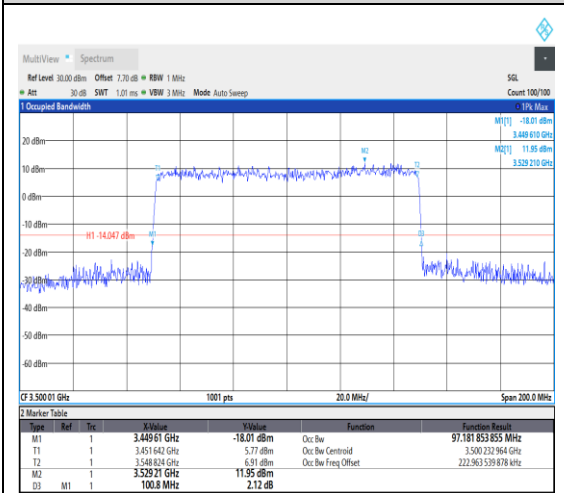 MultiView Spectrum
Ref Level 30.00 dBm Offset 7.70 dB RBW 1 MHz SGL
Att 30 dB SWT 1.01 ms VBW 3 MHz Mode Auto Sweep Count 100/100
1 Occupied Bandwidth 1Pk Max
M1[1] -18.01 dBm
3.449 610 GHz
M2[1] 11.95 dBm
3.529 210 GHz
20 dBm
M2
T1
T2
10 dBm
0 dBm
-10 dBm
H1 -14.047 dBm
M1
D3
-20 dBm
-30 dBm
-40 dBm
-50 dBm
-60 dBm
CF 3.500 01 GHz 1001 pts 20.0 MHz/ Span 200.0 MHz
2 Marker Table
Type Ref Trc X-Value Y-Value Function Function Result
M1 1 3.449 61 GHz -18.01 dBm Occ Bw 97.181 853 855 MHz
T1 1 3.451 642 GHz 5.77 dBm Occ Bw Centroid 3.500 232 964 GHz
T2 1 3.548 824 GHz 6.91 dBm Occ Bw Freq Offset 222.963 539 878 kHz
M2 1 3.529 21 GHz 11.95 dBm
D3 M1 1 100.8 MHz 2.12 dB